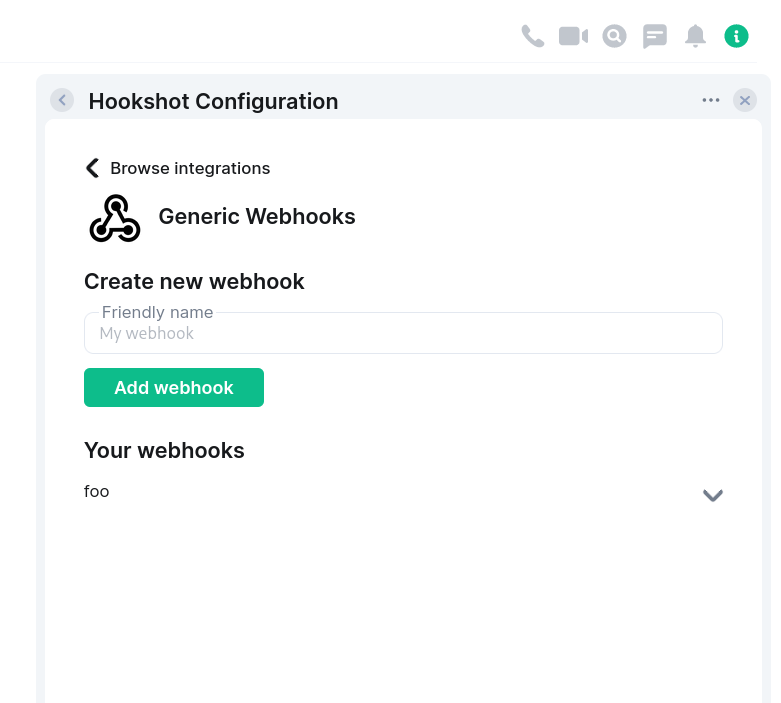 Hookshot Configuration
Browse integrations
Generic Webhooks
Create new webhook
Friendly name
My webhook
Add webhook
Your webhooks
foo